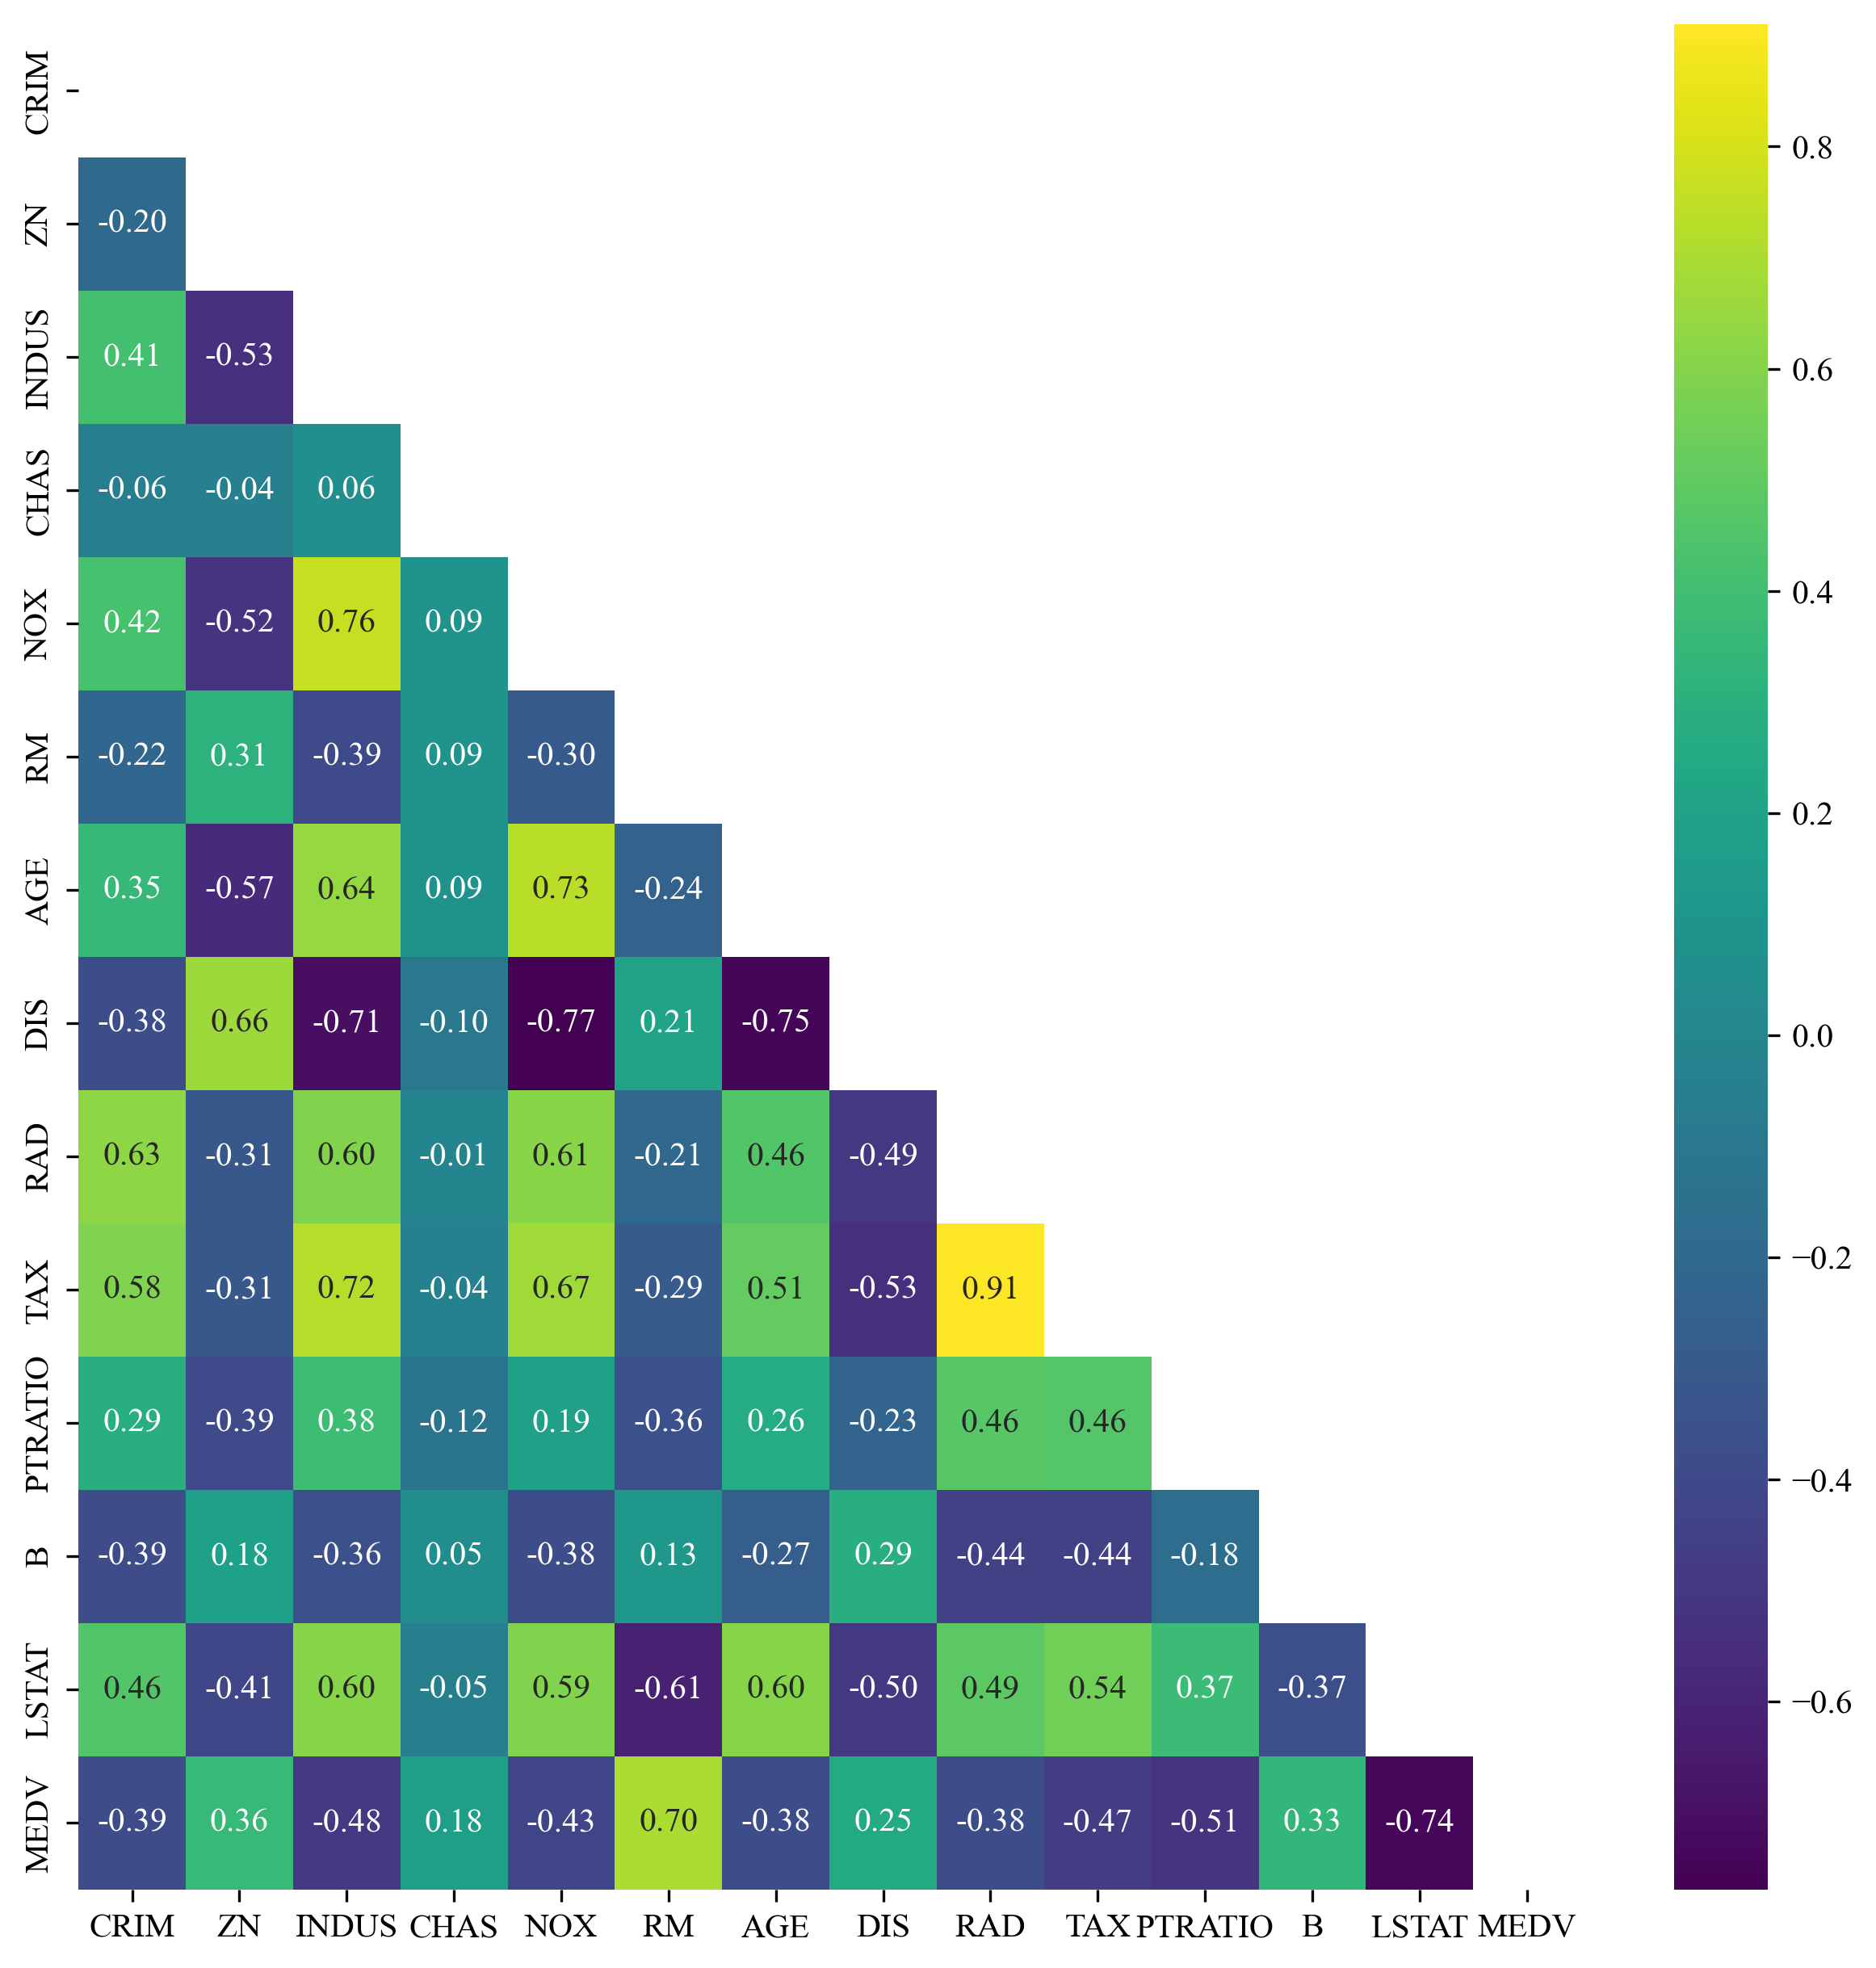 CRIM
ZN -0.20
INDUS 0.41 -0.53
CHAS -0.06 -0.04 0.06
NOX 0.42 -0.52 0.76 0.09
RM -0.22 0.31 -0.39 0.09 -0.30
AGE 0.35 -0.57 0.64 0.09 0.73 -0.24
DIS -0.38 0.66 -0.71 -0.10 -0.77 0.21 -0.75
RAD 0.63 -0.31 0.60 -0.01 0.61 -0.21 0.46 -0.49
TAX 0.58 -0.31 0.72 -0.04 0.67 -0.29 0.51 -0.53 0.91
PTRATIO 0.29 -0.39 0.38 -0.12 0.19 -0.36 0.26 -0.23 0.46 0.46
B -0.39 0.18 -0.36 0.05 -0.38 0.13 -0.27 0.29 -0.44 -0.44 -0.18
LSTAT 0.46 -0.41 0.60 -0.05 0.59 -0.61 0.60 -0.50 0.49 0.54 0.37 -0.37
MEDV -0.39 0.36 -0.48 0.18 -0.43 0.70 -0.38 0.25 -0.38 -0.47 -0.51 0.33 -0.74
CRIM ZN INDUS CHAS NOX RM AGE DIS RAD TAX PTRATIO B LSTAT MEDV
0.8
0.6
0.4
0.2
0.0
−0.2
−0.4
−0.6